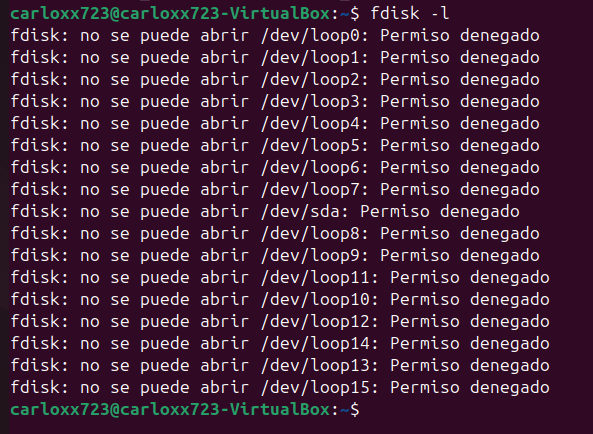 carloxx723@carloxx723-VirtualBox:~$ fdisk -l
fdisk: no se puede abrir /dev/loop0: Permiso denegado
fdisk: no se puede abrir /dev/loop1: Permiso denegado
fdisk: no se puede abrir /dev/loop2: Permiso denegado
fdisk: no se puede abrir /dev/loop3: Permiso denegado
fdisk: no se puede abrir /dev/loop4: Permiso denegado
fdisk: no se puede abrir /dev/loop5: Permiso denegado
fdisk: no se puede abrir /dev/loop6: Permiso denegado
fdisk: no se puede abrir /dev/loop7: Permiso denegado
fdisk: no se puede abrir /dev/sda: Permiso denegado
fdisk: no se puede abrir /dev/loop8: Permiso denegado
fdisk: no se puede abrir /dev/loop9: Permiso denegado
fdisk: no se puede abrir /dev/loop11: Permiso denegado
fdisk: no se puede abrir /dev/loop10: Permiso denegado
fdisk: no se puede abrir /dev/loop12: Permiso denegado
fdisk: no se puede abrir /dev/loop14: Permiso denegado
fdisk: no se puede abrir /dev/loop13: Permiso denegado
fdisk: no se puede abrir /dev/loop15: Permiso denegado
carloxx723@carloxx723-VirtualBox:~$